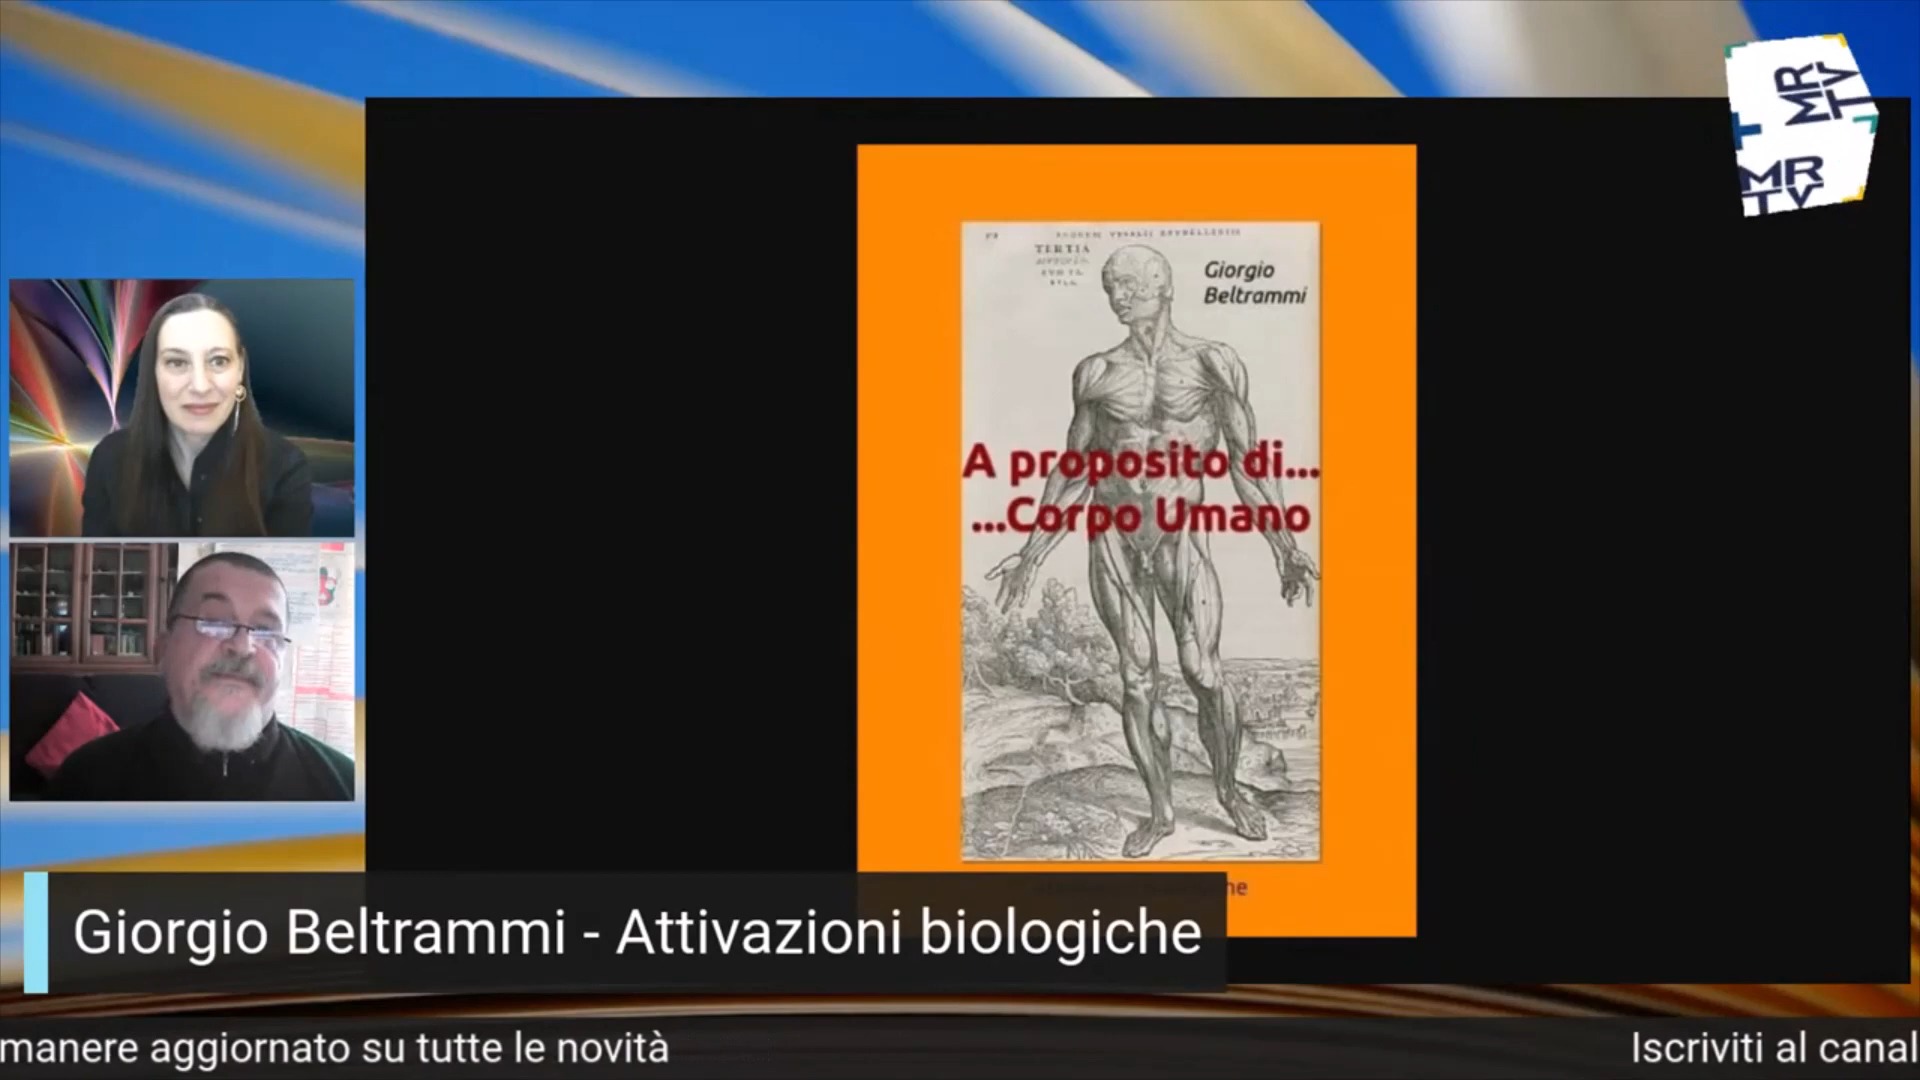 MR
TV
MR
TV
TERTIA
Giorgio
Beltrammi
A proposito di...
...Corpo Umano
he
Giorgio Beltrammi - Attivazioni biologiche
manere aggiornato su tutte le novità
Iscriviti al canal